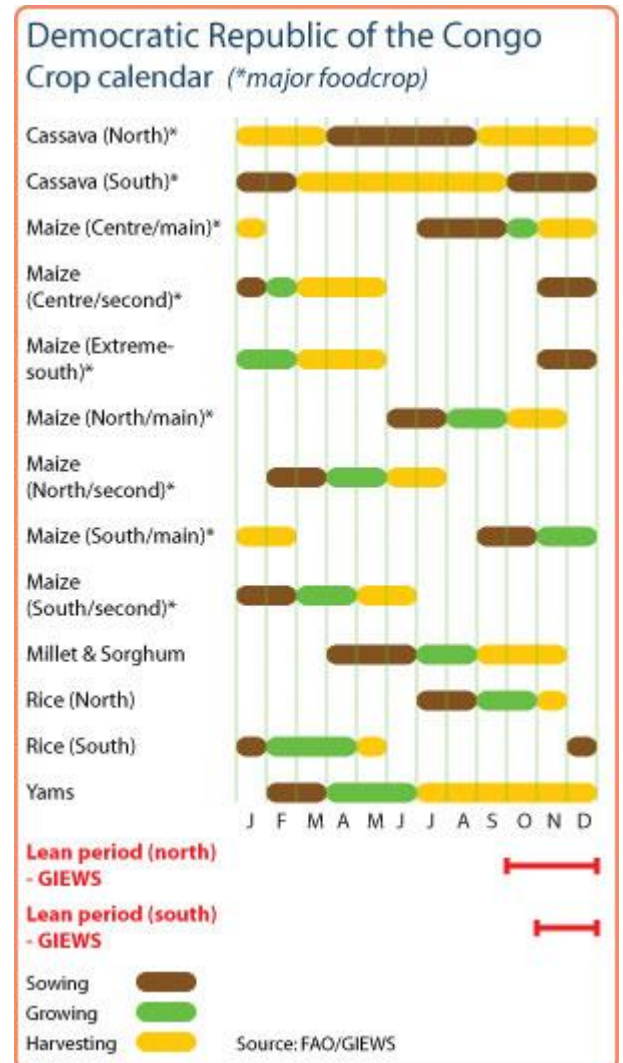 Democratic Republic of the Congo
Crop calendar (*major foodcrop)
Cassava (North)*
Cassava (South)*
Maize (Centre/main)*
Maize
(Centre/second)*
Maize (Extreme-
south)*
Maize (North/main)*
Maize
(North/second)*
Maize (South/main)*
Maize
(South/second)*
Millet & Sorghum
Rice (North)
Rice (South)
Yams
J F M A M J J A S O N D
Lean period (north)
- GIEWS
Lean period (south)
- GIEWS
Sowing
Growing
Harvesting Source: FAO/GIEWS